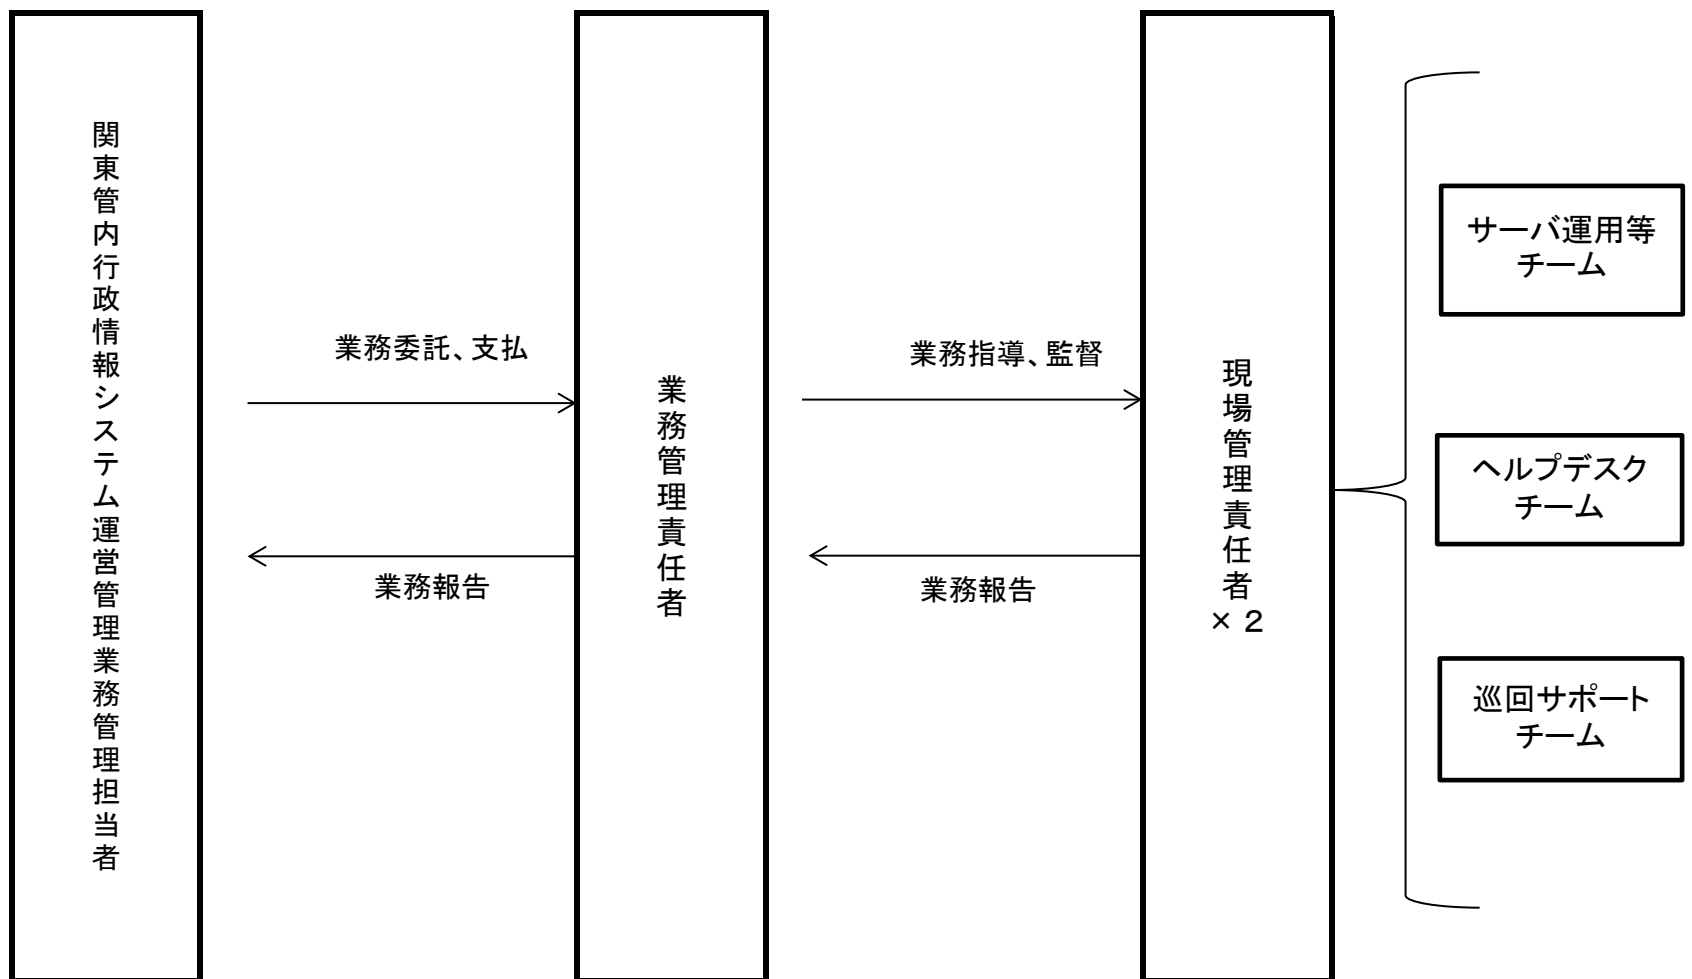 関東管内行政情報システム運営管理業務管理担当者
業務委託、支払
業務報告
業務管理責任者
業務指導、監督
業務報告
現場管理責任者
×２
サーバ運用等
チーム
ヘルプデスク
チーム
巡回サポート
チーム